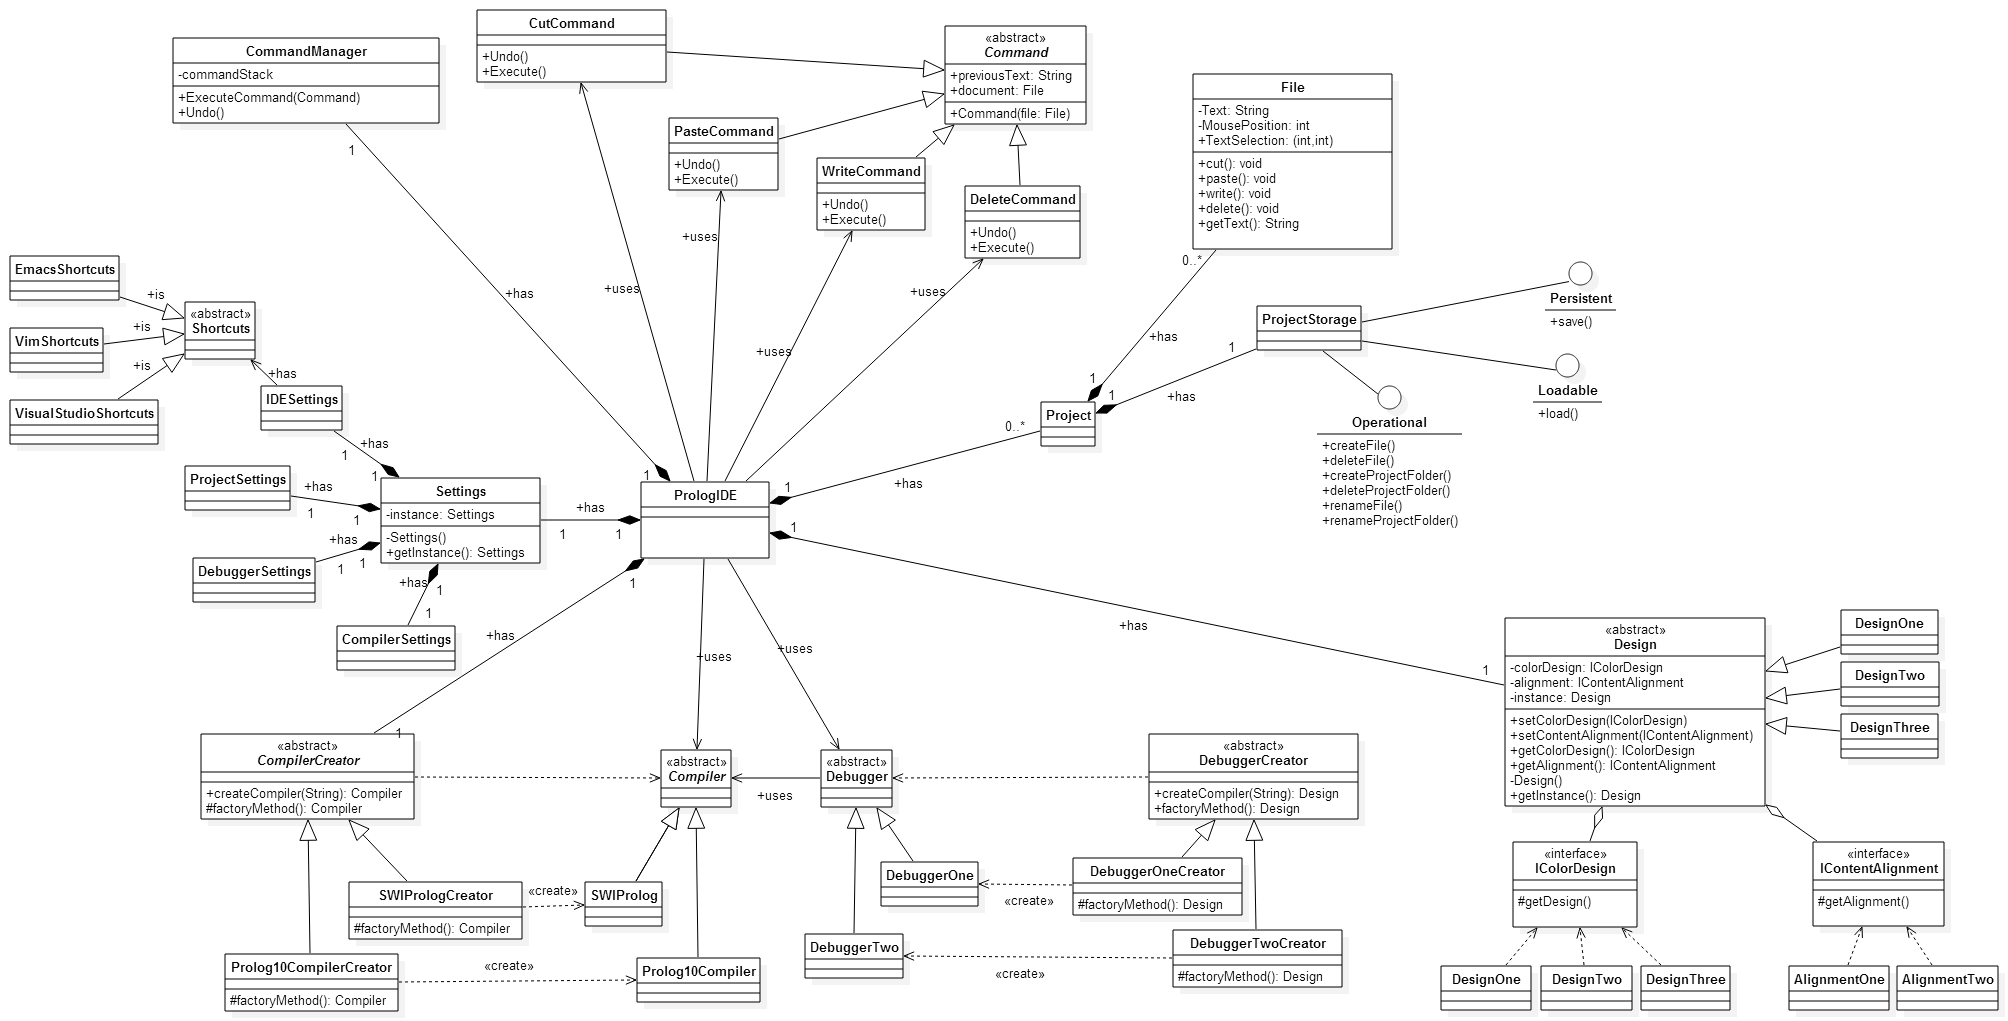 CommandManager
-commandStack
+ExecuteCommand(Command)
+Undo()
CutCommand
+Undo()
+Execute()
«abstract»
Command
+previousText: String
+document: File
+Command(file: File)
PasteCommand
+Undo()
+Execute()
WriteCommand
+Undo()
+Execute()
DeleteCommand
+Undo()
+Execute()
File
-Text: String
-MousePosition: int
+TextSelection: (int,int)
+cut(): void
+paste(): void
+write(): void
+delete(): void
+getText(): String
1
+has
+uses
+uses
+uses
+uses
0..*
+has
1
EmacsShortcuts
+is
«abstract»
Shortcuts
VimShortcuts
+is
+is
VisualStudioShortcuts
+has
IDESettings
+has
1
1
ProjectStorage
1
1
+has
Persistent
+save()
Loadable
+load()
Operational
+createFile()
+deleteFile()
+createProjectFolder()
+deleteProjectFolder()
+renameFile()
+renameProjectFolder()
Project
0..*
+has
1
ProjectSettings
+has
1
1
Settings
-instance: Settings
-Settings()
+getInstance(): Settings
+has
1
1
1
PrologIDE
1
+has
1
DebuggerSettings
+has
1
1
+has
1
1
CompilerSettings
+has
1
1
+uses
+uses
«abstract»
Design
-colorDesign: IColorDesign
-alignment: IContentAlignment
-instance: Design
+setColorDesign(IColorDesign)
+setContentAlignment(IContentAlignment)
+getColorDesign(): IColorDesign
+getAlignment(): IContentAlignment
-Design()
+getInstance(): Design
DesignOne
DesignTwo
DesignThree
«abstract»
CompilerCreator
+createCompiler(String): Compiler
#factoryMethod(): Compiler
«abstract»
Compiler
+uses
«abstract»
Debugger
«abstract»
DebuggerCreator
+createCompiler(String): Design
+factoryMethod(): Design
SWIPrologCreator
#factoryMethod(): Compiler
«create»
SWIProlog
DebuggerOne
«create»
DebuggerOneCreator
#factoryMethod(): Design
«interface»
IColorDesign
#getDesign()
«interface»
IContentAlignment
#getAlignment()
Prolog10CompilerCreator
#factoryMethod(): Compiler
«create»
Prolog10Compiler
DebuggerTwo
«create»
DebuggerTwoCreator
#factoryMethod(): Design
DesignOne
DesignTwo
DesignThree
AlignmentOne
AlignmentTwo